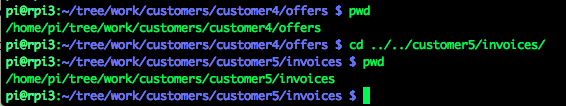 pi@rpi3:~/tree/work/customers/customer4/offers $ pwd
/home/pi/tree/work/customers/customer4/offers
pi@rpi3:~/tree/work/customers/customer4/offers $ cd ../../customer5/invoices/
pi@rpi3:~/tree/work/customers/customer5/invoices $ pwd
/home/pi/tree/work/customers/customer5/invoices
pi@rpi3:~/tree/work/customers/customer5/invoices $